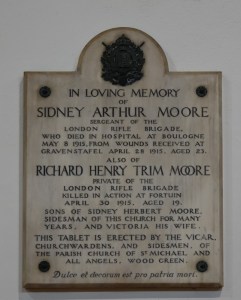 IN LOVING MEMORY
OF
SIDNEY ARTHUR MOORE
SERGEANT OF THE
LONDON RIFLE BRIGADE,
WHO DIED IN HOSPITAL AT BOULOGNE
MAY 8 1915, FROM WOUNDS RECEIVED AT
GRAVENSTAFEL APRIL 28 1915. AGED 23.
ALSO OF
RICHARD HENRY TRIM MOORE
PRIVATE OF THE
LONDON RIFLE BRIGADE
KILLED IN ACTION AT FORTUIN
APRIL 30 1915. AGED 19.
SONS OF SIDNEY HERBERT MOORE,
SIDESMAN OF THIS CHURCH FOR MANY
YEARS, AND VICTORIA HIS WIFE.
THIS TABLET IS ERECTED BY THE VICAR,
CHURCHWARDENS, AND SIDESMEN, OF
THE PARISH CHURCH OF ST MICHAEL AND
ALL ANGELS, WOOD GREEN.
Dulce et decorum est pro patria mori.